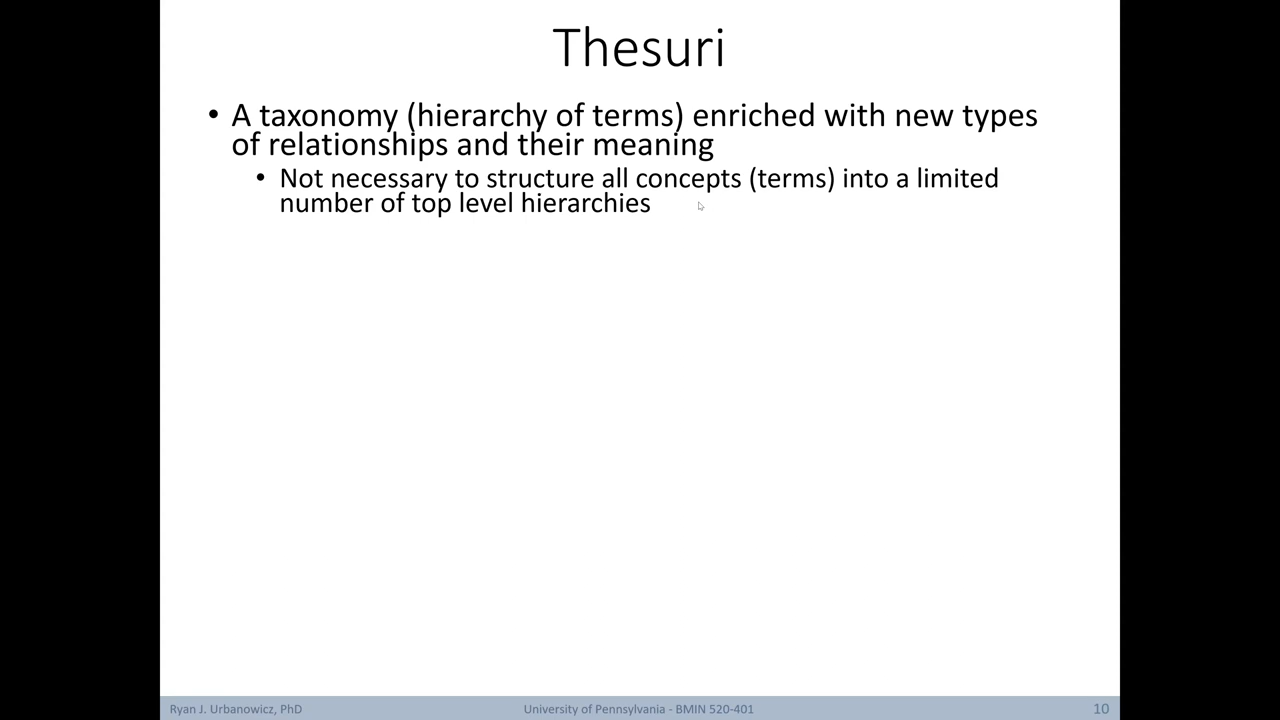 Thesuri
• A taxonomy (hierarchy of terms) enriched with new types
of relationships and their meaning
• Not necessary to structure all concepts (terms) into a limited
number of top level hierarchies
Ryan J. Urbanowicz, PhD
University of Pennsylvania - BMIN 520-401
10